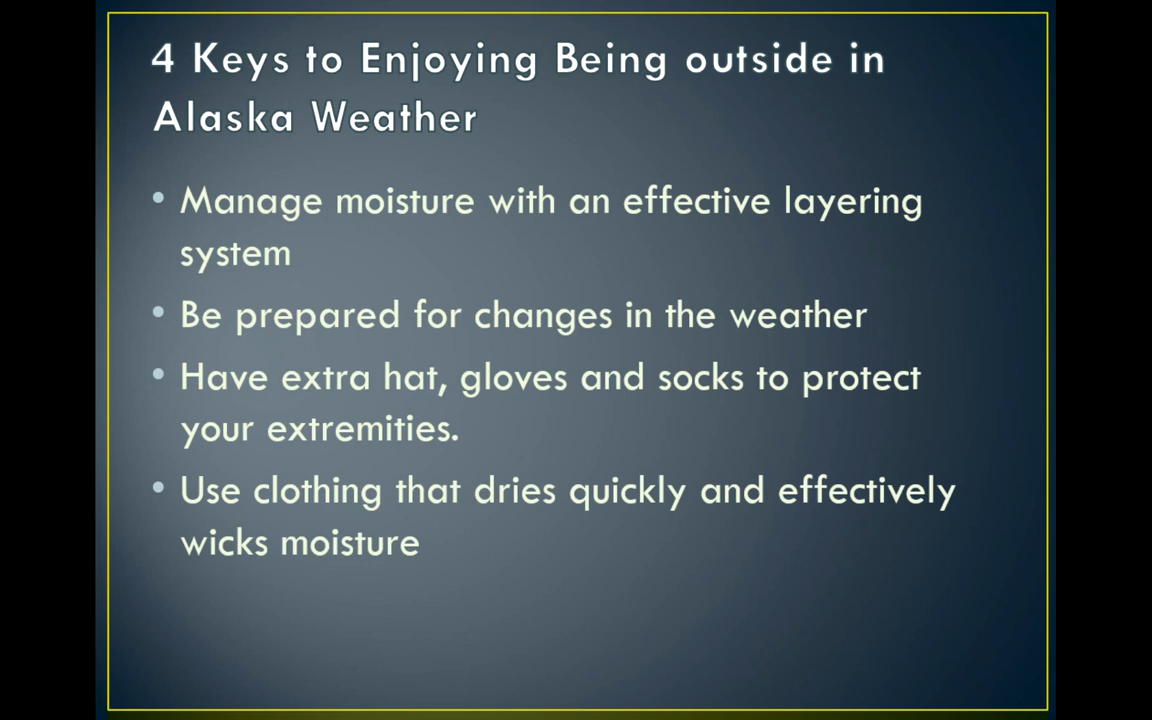 4 Keys to Enjoying Being outside in
Alaska Weather
• Manage moisture with an effective layering
system
• Be prepared for changes in the weather
• Have extra hat, gloves and socks to protect
your extremities.
• Use clothing that dries quickly and effectively
wicks moisture